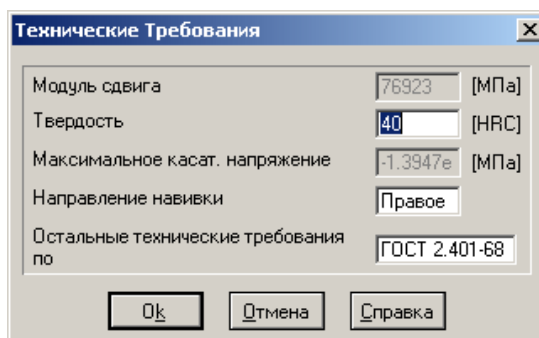 Технические Требования
Модуль сдвига 76923 [МПа]
Твердость 40 [HRC]
Максимальное касат. напряжение -1.3947e [МПа]
Направление навивки Правое
Остальные технические требования
по ГОСТ 2.401-68
Ok Отмена Справка